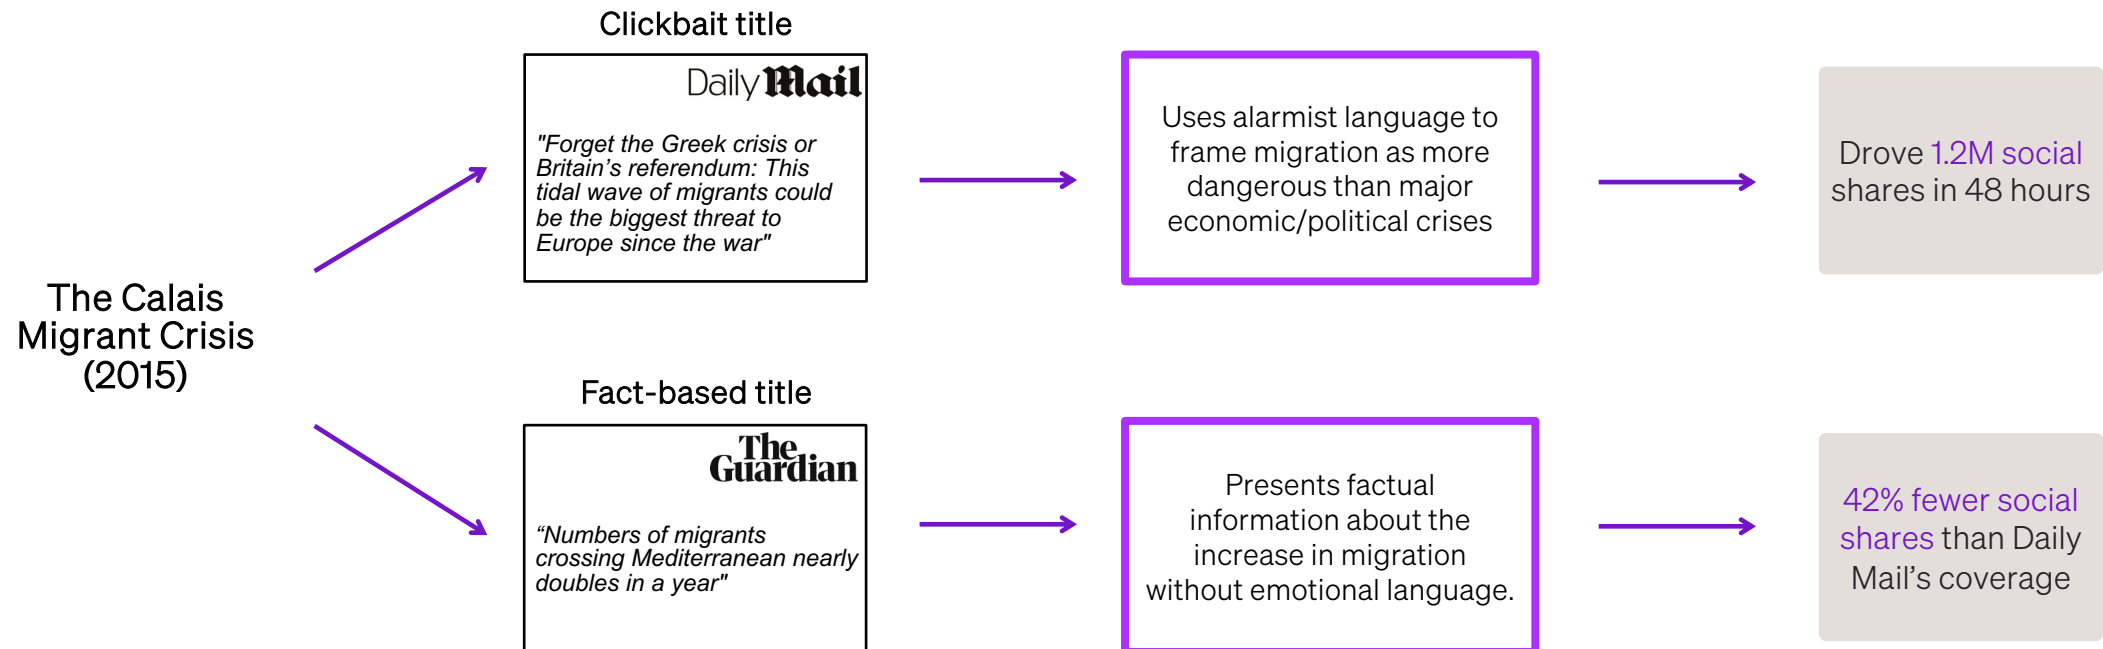 Clickbait title
Daily Mail
"Forget the Greek crisis or
Britain's referendum: This
tidal wave of migrants could
be the biggest threat to
Europe since the war"
Uses alarmist language to
frame migration as more
dangerous than major
economic/political crises
Drove 1.2M social
shares in 48 hours
The Calais
Migrant Crisis
(2015)
Fact-based title
The
Guardian
“Numbers of migrants
crossing Mediterranean nearly
doubles in a year"
Presents factual
information about the
increase in migration
without emotional language.
42% fewer social
shares than Daily
Mail’s coverage